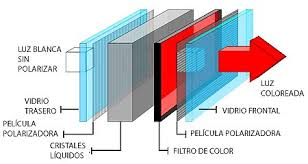 LUZ BLANCA
SIN
POLARIZAR
VIDRIO
TRASERO
PELÍCULA
POLARIZADORA
CRISTALES
LÍQUIDOS
FILTRO DE COLOR
PELÍCULA POLARIZADORA
VIDRIO FRONTAL
LUZ
COLOREADA